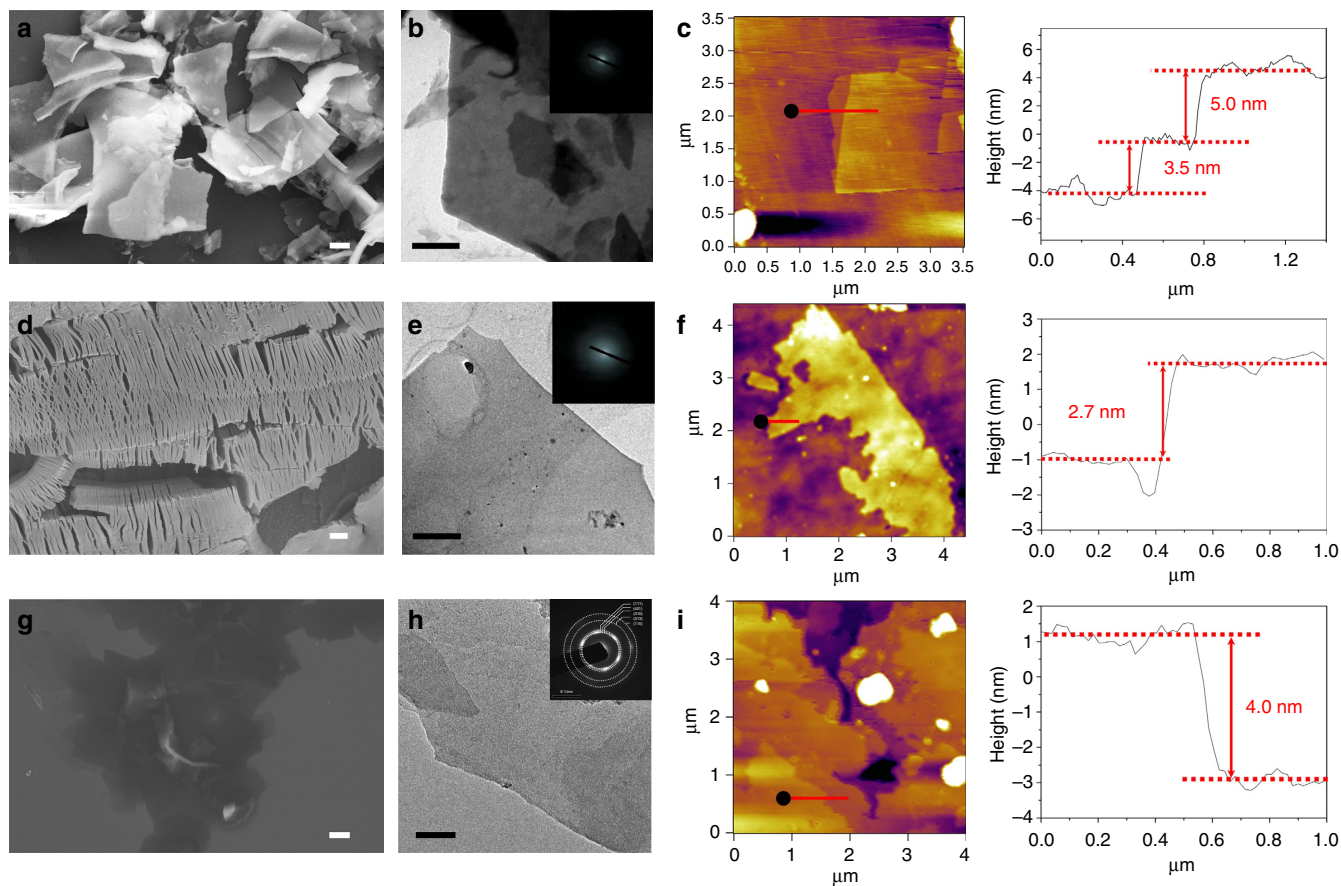 a
b
c
3.5
3.0
2.5
2.0
1.5
1.0
0.5
0.0
μm
0.0 0.5 1.0 1.5 2.0 2.5 3.0 3.5
μm
6
4
2
0
−2
−4
−6
Height (nm)
5.0 nm
3.5 nm
0.0 0.4 0.8 1.2
μm
d
e
f
4
3
2
1
0
μm
0 1 2 3 4
μm
3
2
1
0
−1
−2
−3
Height (nm)
2.7 nm
0.0 0.2 0.4 0.6 0.8 1.0
μm
g
h
i
4
3
2
1
0
μm
0 1 2 3 4
μm
2
1
0
−1
−2
−3
−4
Height (nm)
4.0 nm
0.0 0.2 0.4 0.6 0.8 1.0
μm